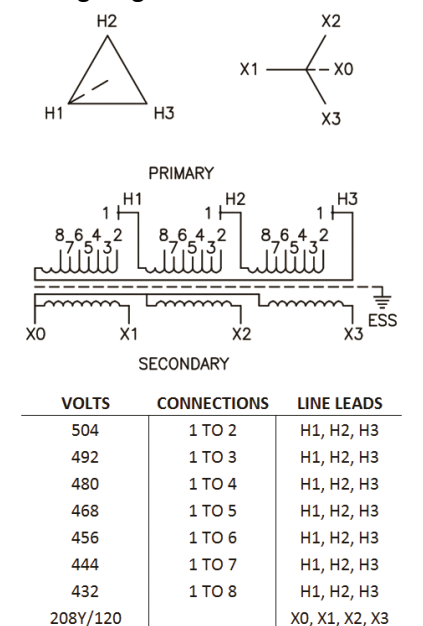 H2
H1 H3
X2
X1 X0
X3
PRIMARY
H1 H2 H3
1 1 1
8 6 4 2 8 6 4 2 8 6 4 2
7 5 3 7 5 3 7 5 3
ESS
X0 X1 X2 X3
SECONDARY
VOLTS CONNECTIONS LINE LEADS
504 1 TO 2 H1, H2, H3
492 1 TO 3 H1, H2, H3
480 1 TO 4 H1, H2, H3
468 1 TO 5 H1, H2, H3
456 1 TO 6 H1, H2, H3
444 1 TO 7 H1, H2, H3
432 1 TO 8 H1, H2, H3
208Y/120 X0, X1, X2, X3